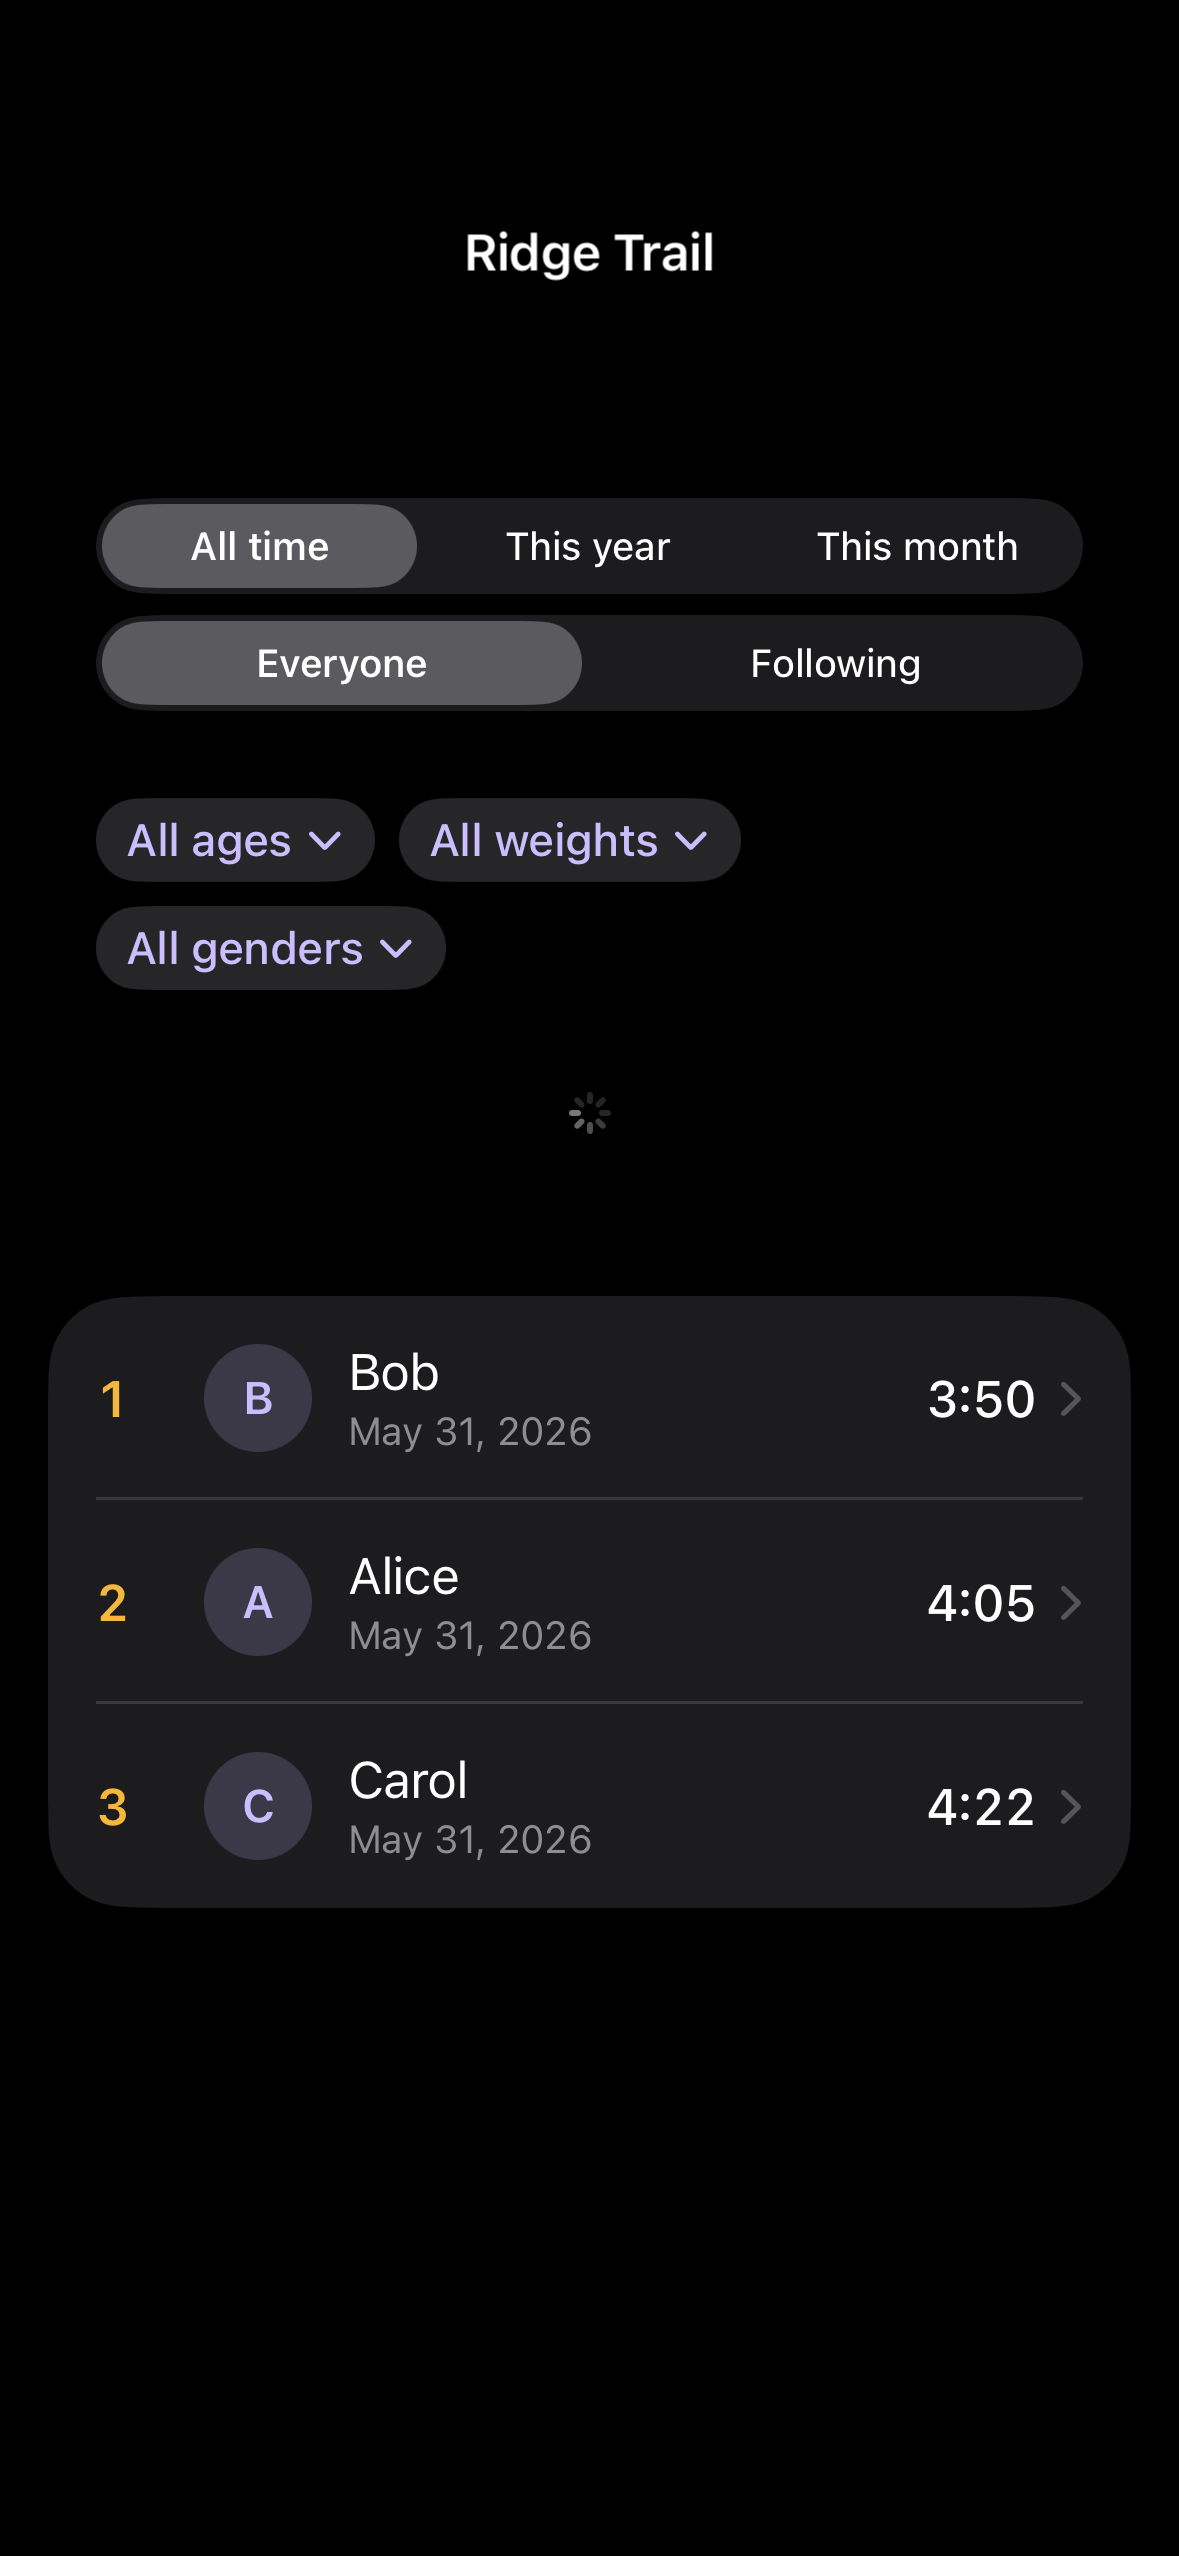 Ridge Trail
All time This year This month
Everyone Following
All ages All weights
All genders
1 B Bob 3:50
May 31, 2026
2 A Alice 4:05
May 31, 2026
3 C Carol 4:22
May 31, 2026